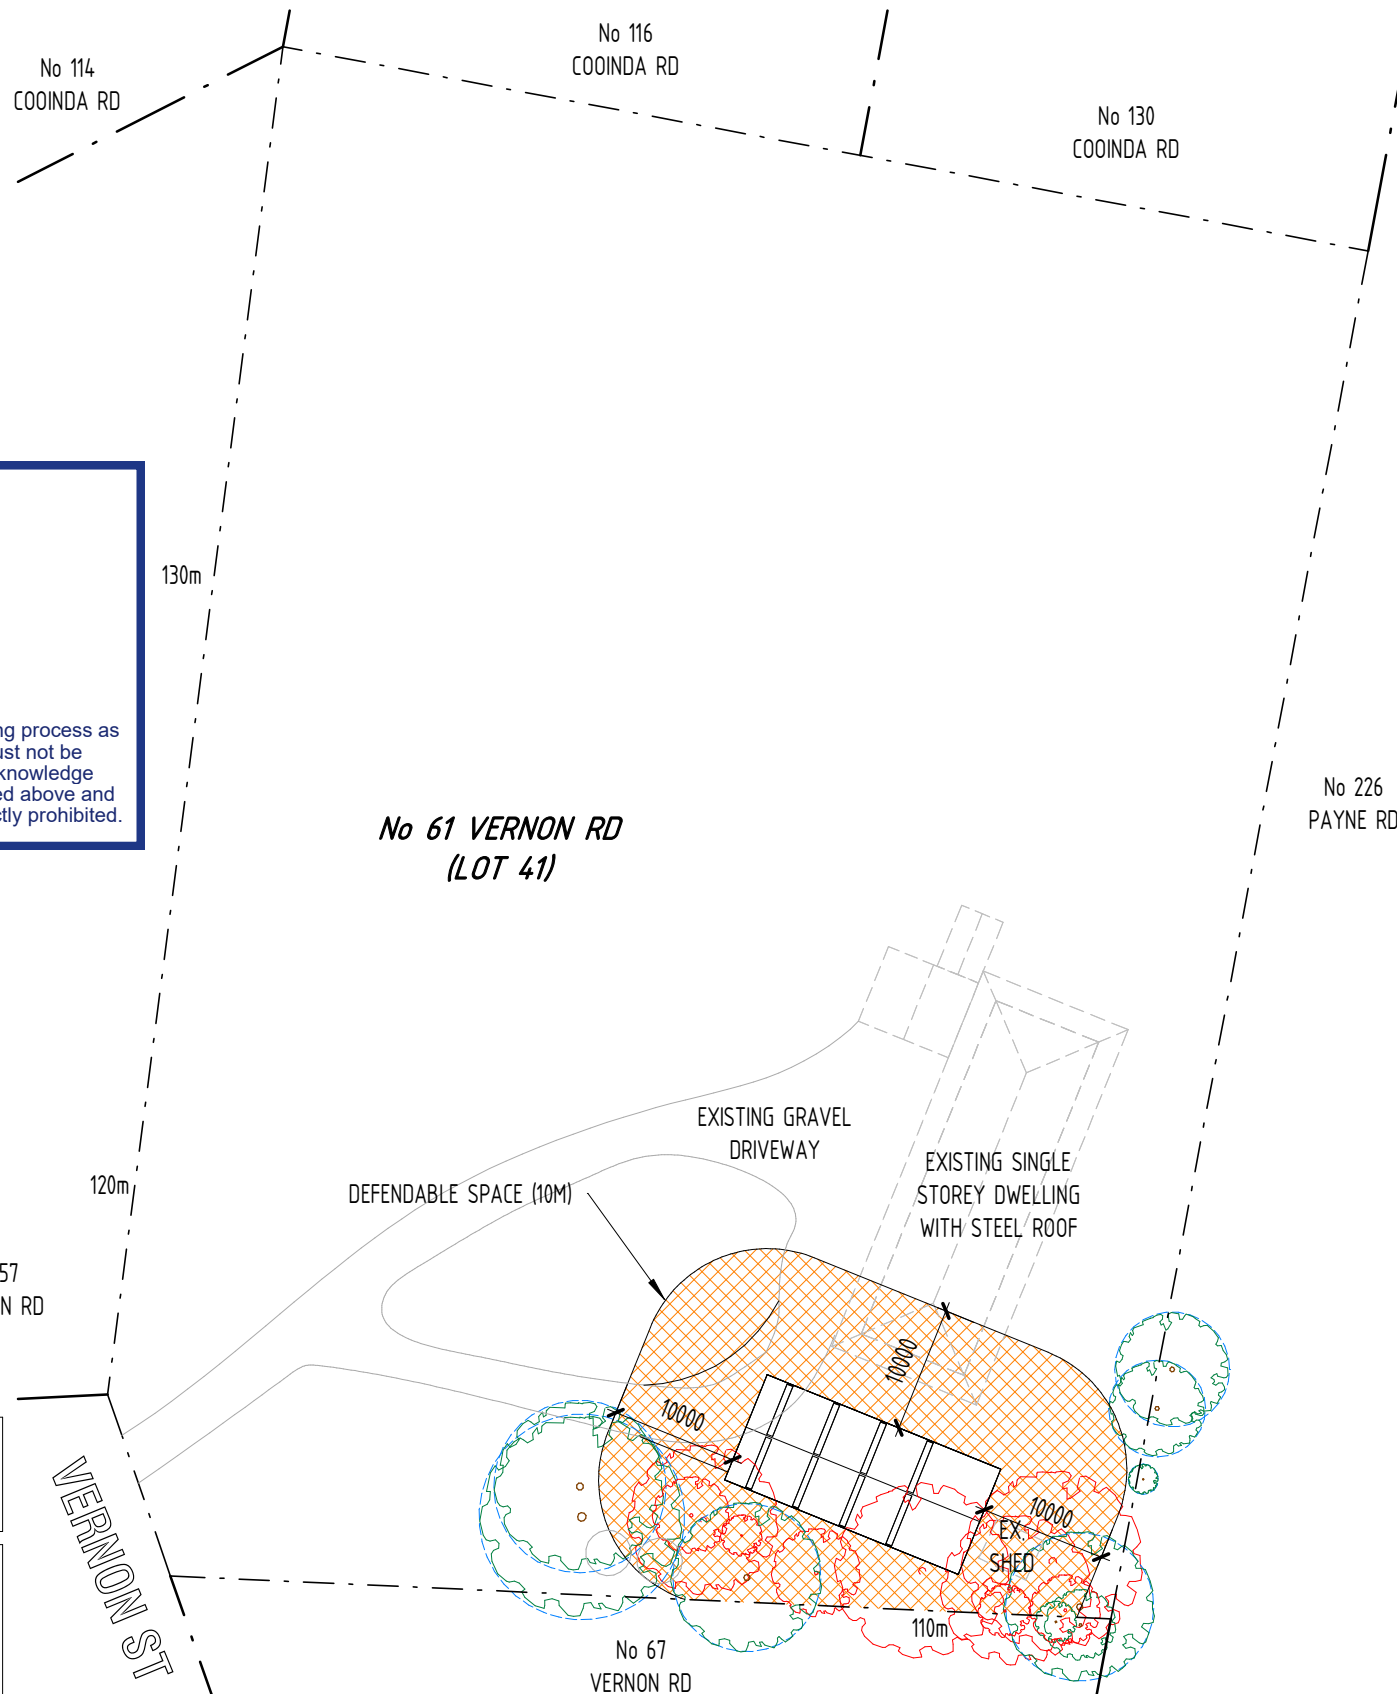 No 116
COOINDA RD
No 114
COOINDA RD
No 130
COOINDA RD
130m
ng process as
ust not be
knowledge
ed above and
ctly prohibited.
No 226
PAYNE RD
No 61 VERNON RD
(LOT 41)
EXISTING GRAVEL
DRIVEWAY
120m
DEFENDABLE SPACE (10M)
EXISTING SINGLE
STOREY DWELLING
WITH STEEL ROOF
57
N RD
10000
10000
10000
EX.
SHED
VERNON ST
110m
No 67
VERNON RD